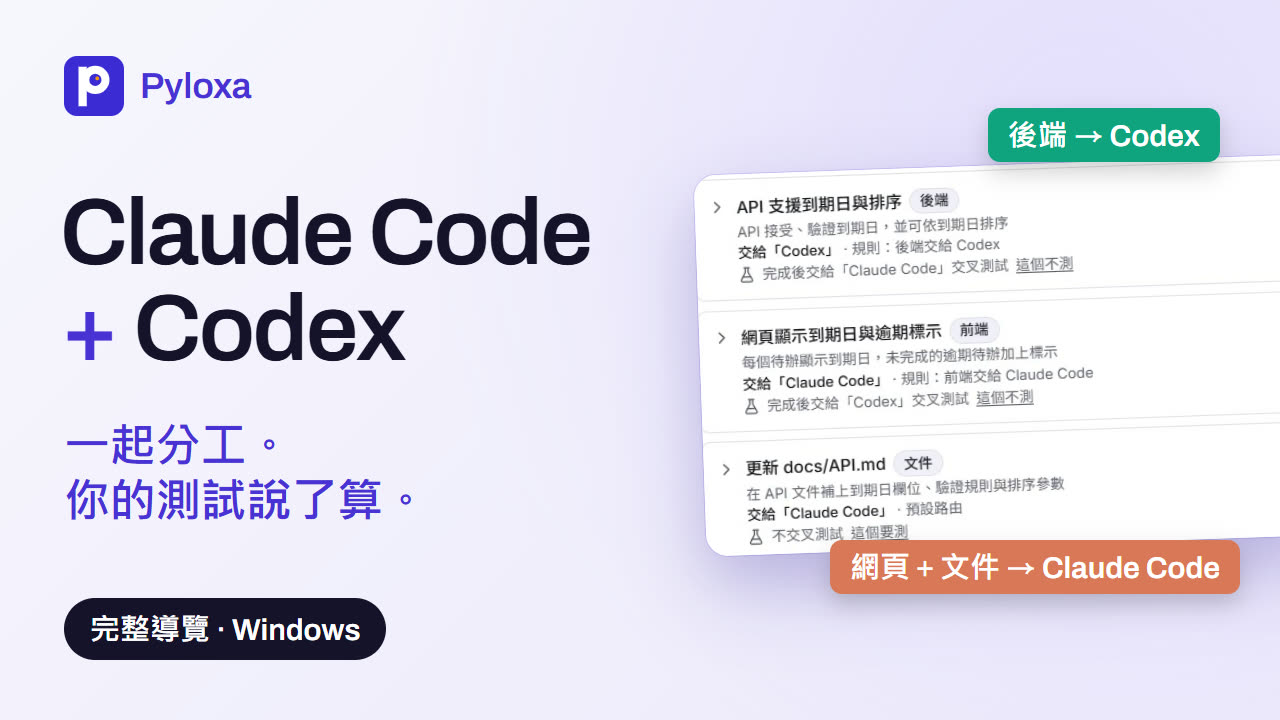 Pyloxa
Claude Code
+ Codex
一起分工。
你的測試說了算。
完整導覽 · Windows
後端 → Codex
API 支援到期日與排序 後端
API 接受、驗證到期日，並可依到期日排序
交給「Codex」 · 規則：後端交給 Codex
完成後交給「Claude Code」交叉測試 這個不測
網頁顯示到期日與逾期標示 前端
每個待辦顯示到期日，未完成的逾期待辦加上標示
交給「Claude Code」 · 規則：前端交給 Claude Code
完成後交給「Codex」交叉測試 這個不測
更新 docs/API.md 文件
在 API 文件補上到期日欄位、驗證規則與排序參數
交給「Claude Code」 · 預設路由
不交叉測試 這個要測
網頁 + 文件 → Claude Code